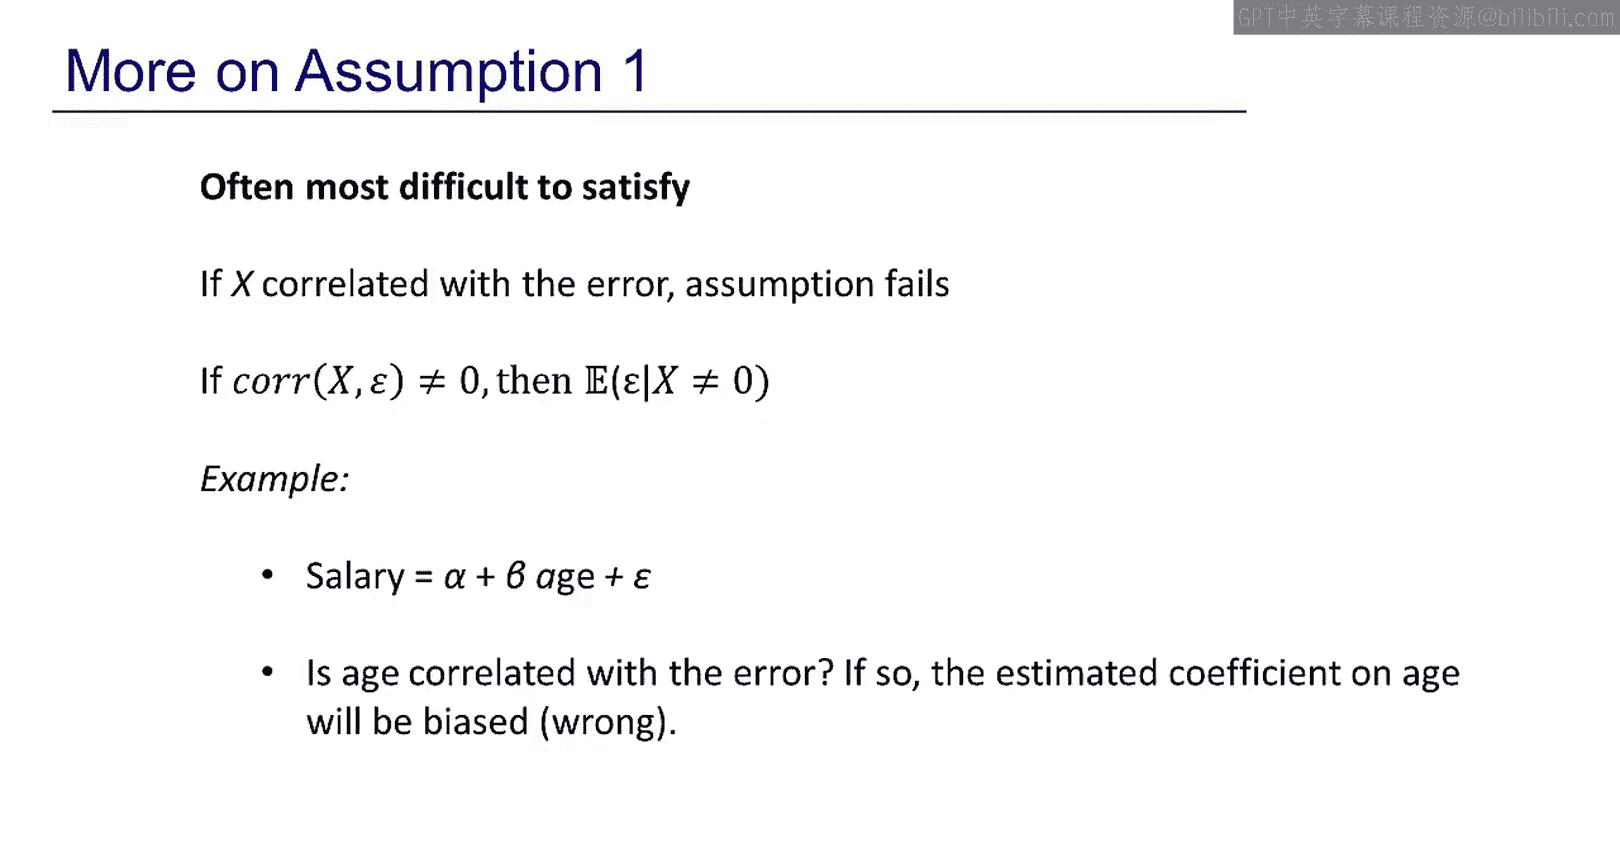 GPT中英字幕课程资源@bilibili.com
More on Assumption 1
Often most difficult to satisfy
If X correlated with the error, assumption fails
If corr(X, ε) ≠ 0, then 𝔼(ε|X ≠ 0)
Example:
• Salary = α + β age + ε
• Is age correlated with the error? If so, the estimated coefficient on age
will be biased (wrong).